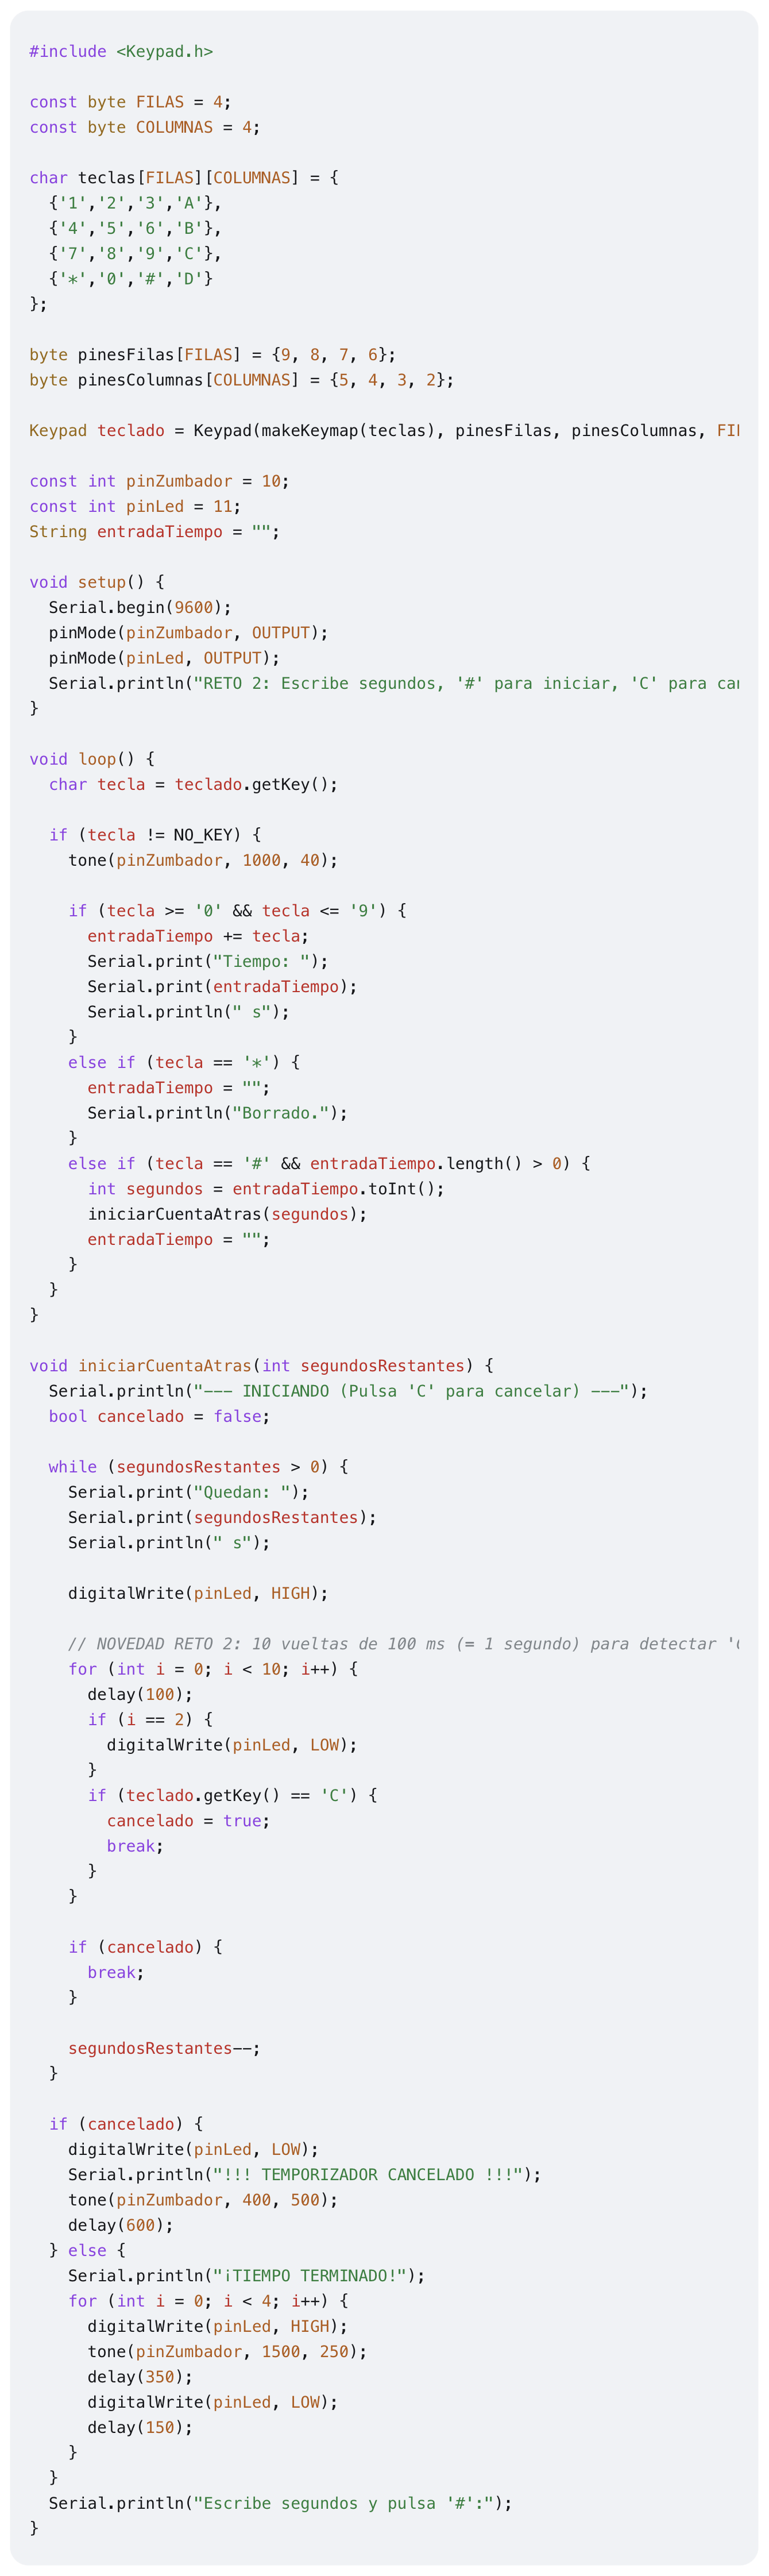 #include <Keypad.h>
const byte FILAS = 4;
const byte COLUMNAS = 4;
char teclas[FILAS][COLUMNAS] = {
  {'1','2','3','A'},
  {'4','5','6','B'},
  {'7','8','9','C'},
  {'*','0','#','D'}
};
byte pinesFilas[FILAS] = {9, 8, 7, 6};
byte pinesColumnas[COLUMNAS] = {5, 4, 3, 2};
Keypad teclado = Keypad(makeKeymap(teclas), pinesFilas, pinesColumnas,
const int pinZumbador = 10;
const int pinLed = 11;
String entradaTiempo = "";
void setup() {
  Serial.begin(9600);
  pinMode(pinZumbador, OUTPUT);
  pinMode(pinLed, OUTPUT);
  Serial.println("RETO 2: Escribe segundos, '#' para iniciar, 'C' para
}
void loop() {
  char tecla = teclado.getKey();
  if (tecla != NO_KEY) {
    tone(pinZumbador, 1000, 40);
    if (tecla >= '0' && tecla <= '9') {
      entradaTiempo += tecla;
      Serial.print("Tiempo: ");
      Serial.print(entradaTiempo);
      Serial.println(" s");
    }
    else if (tecla == '*') {
      entradaTiempo = "";
      Serial.println("Borrado.");
    }
    else if (tecla == '#' && entradaTiempo.length() > 0) {
      int segundos = entradaTiempo.toInt();
      iniciarCuentaAtras(segundos);
      entradaTiempo = "";
    }
  }
}
void iniciarCuentaAtras(int segundosRestantes) {
  Serial.println("--- INICIANDO (Pulsa 'C' para cancelar) ---");
  bool cancelado = false;
  while (segundosRestantes > 0) {
    Serial.print("Quedan: ");
    Serial.print(segundosRestantes);
    Serial.println(" s");
    digitalWrite(pinLed, HIGH);
    // NOVEDAD RETO 2: 10 vueltas de 100 ms (= 1 segundo) para detectar
    for (int i = 0; i < 10; i++) {
      delay(100);
      if (i == 2) {
        digitalWrite(pinLed, LOW);
      }
      if (teclado.getKey() == 'C') {
        cancelado = true;
        break;
      }
    }
    if (cancelado) {
      break;
    }
    segundosRestantes--;
  }
  if (cancelado) {
    digitalWrite(pinLed, LOW);
    Serial.println("!!! TEMPORIZADOR CANCELADO !!!");
    tone(pinZumbador, 400, 500);
    delay(600);
  } else {
    Serial.println("¡TIEMPO TERMINADO!");
    for (int i = 0; i < 4; i++) {
      digitalWrite(pinLed, HIGH);
      tone(pinZumbador, 1500, 250);
      delay(350);
      digitalWrite(pinLed, LOW);
      delay(150);
    }
  }
  Serial.println("Escribe segundos y pulsa '#':");
}